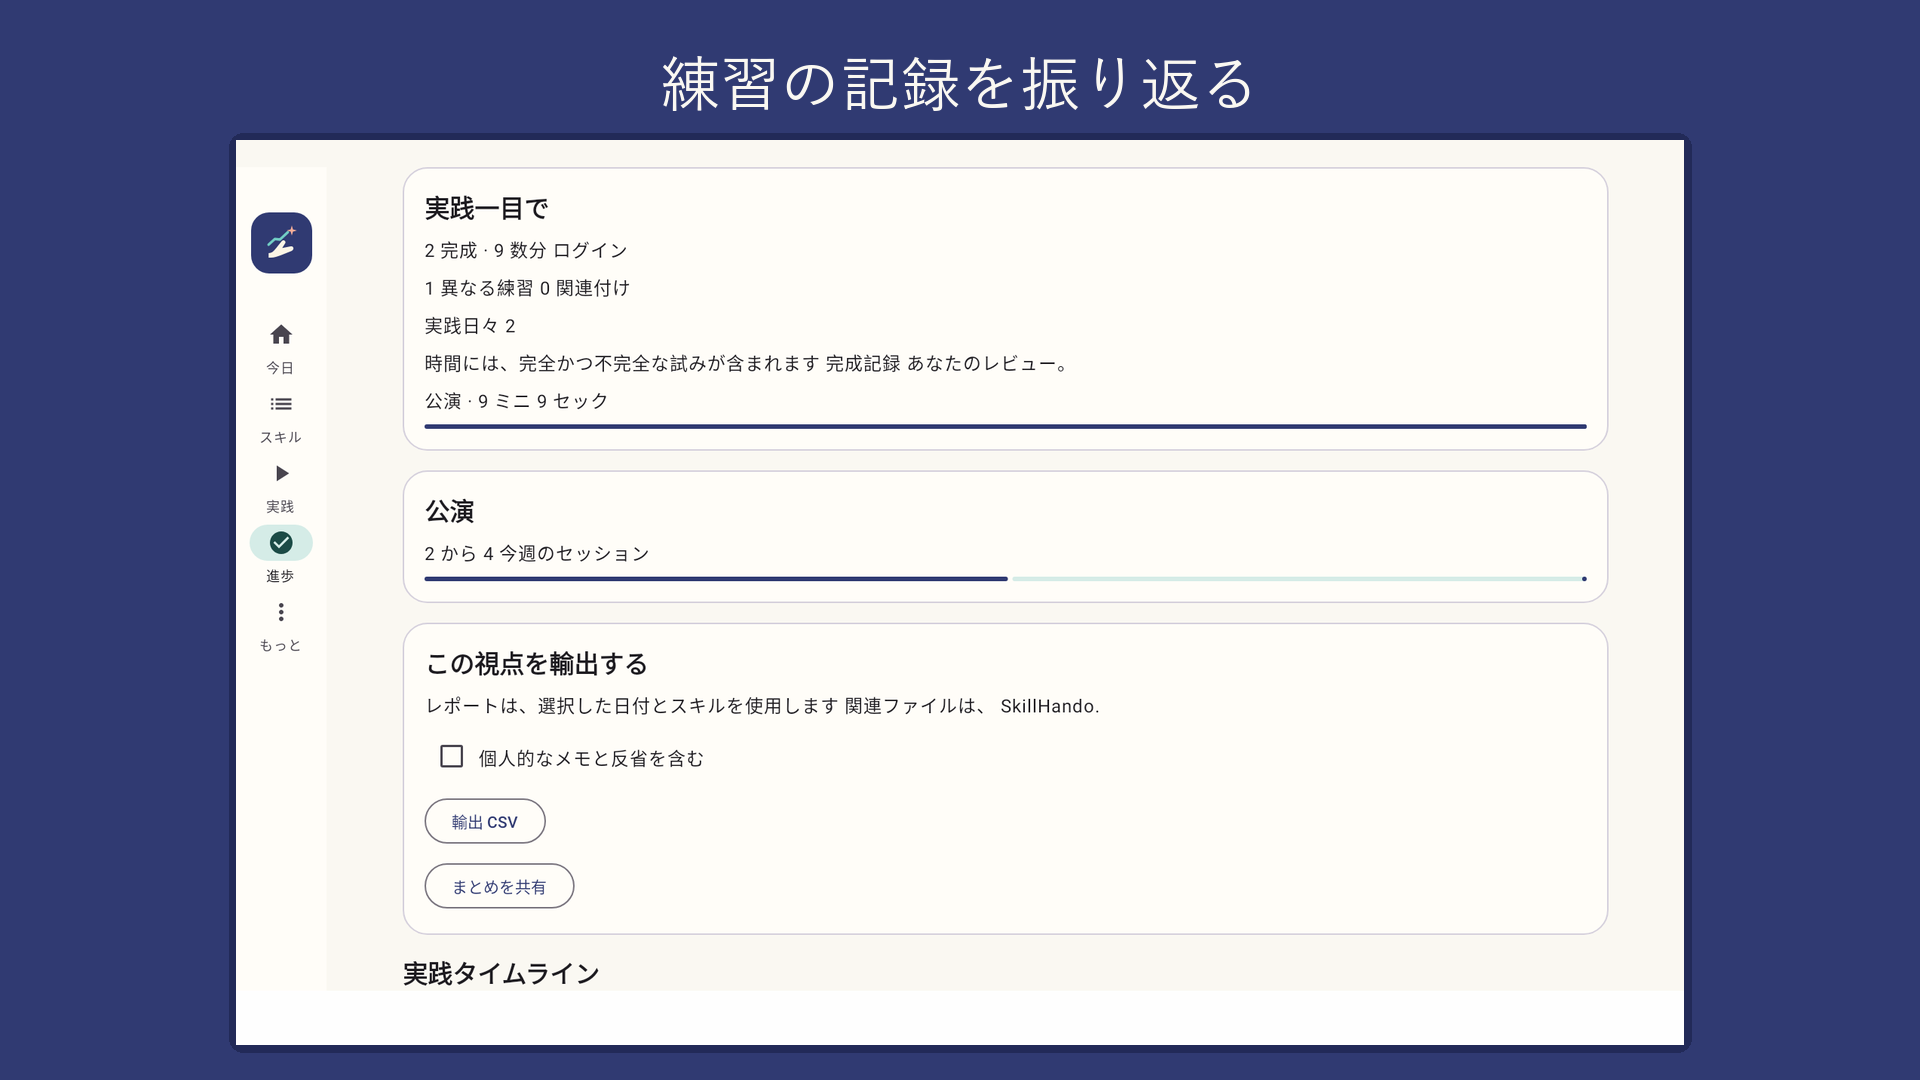 練習の記録を振り返る
実践一目で
2 完成 · 9 数分 ログイン
1 異なる練習 0 関連付け
実践日々 2
時間には、完全かつ不完全な試みが含まれます 完成記録 あなたのレビュー。
公演 · 9 ミニ 9 セック
今日
スキル
実践
進歩
もっと
公演
2 から 4 今週のセッション
この視点を輸出する
レポートは、選択した日付とスキルを使用します 関連ファイルは、 SkillHando.
個人的なメモと反省を含む
輸出 CSV
まとめを共有
実践タイムライン